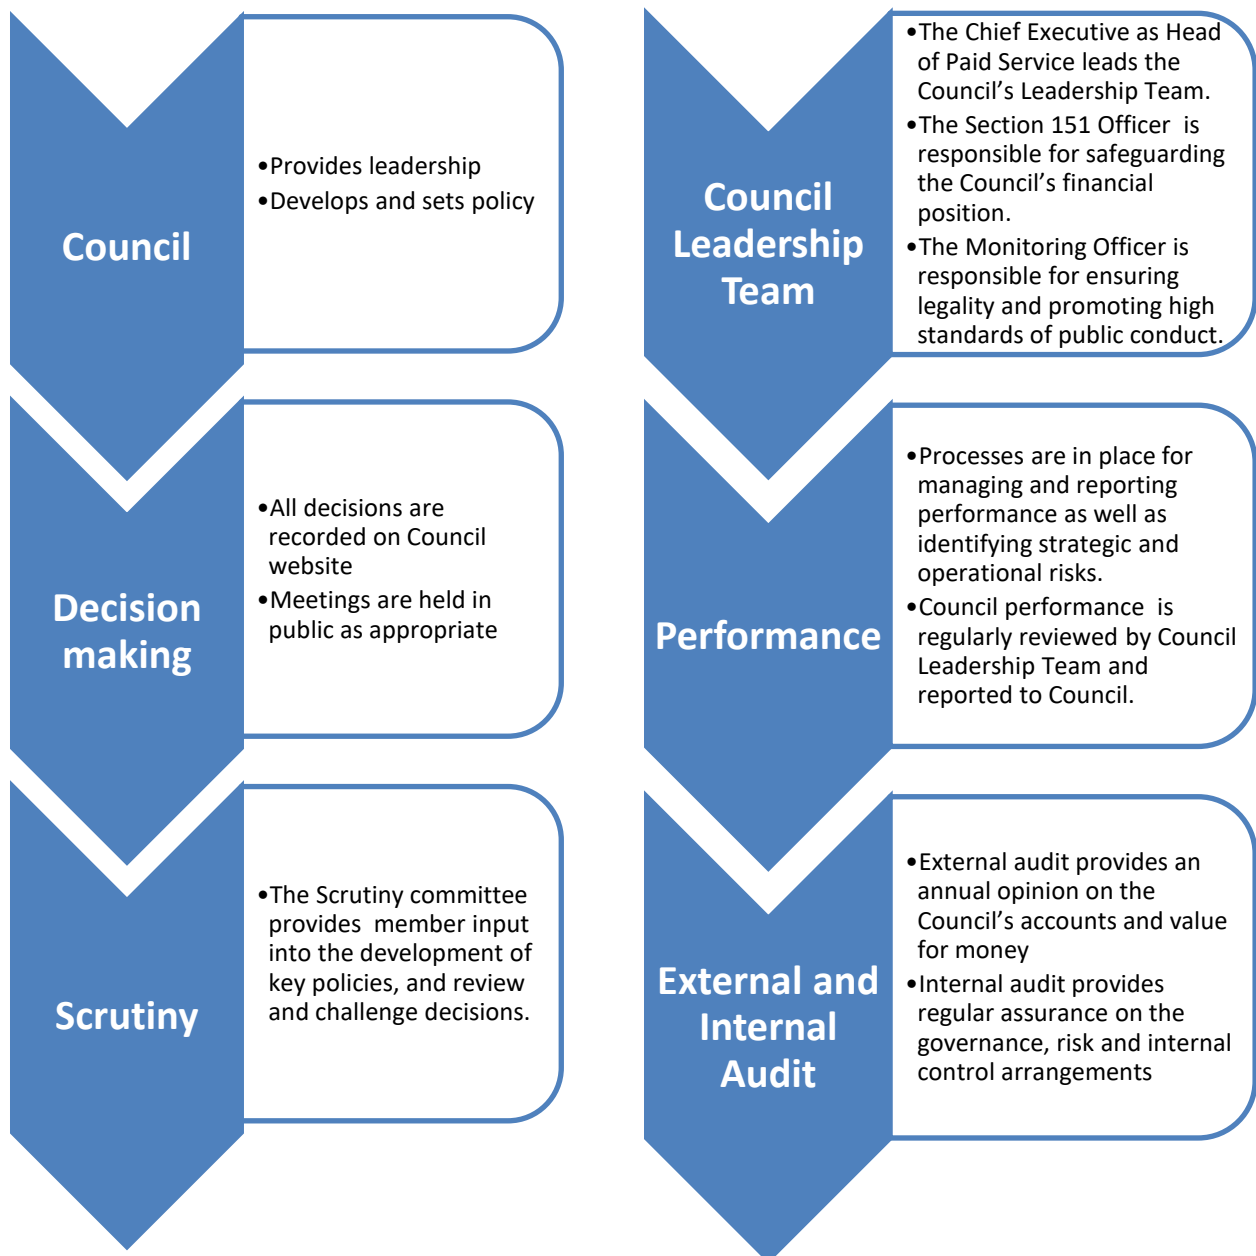 Council
•Provides leadership
•Develops and sets policy
Decision
making
•All decisions are
recorded on Council
website
•Meetings are held in
public as appropriate
Scrutiny
•The Scrutiny committee
provides  member input
into the development of
key policies, and review
and challenge decisions.
Council
Leadership
Team
•The Chief Executive as Head
of Paid Service leads the
Council’s Leadership Team.
•The Section 151 Officer  is
responsible for safeguarding
the Council’s financial
position.
•The Monitoring Officer is
responsible for ensuring
legality and promoting high
standards of public conduct.
Performance
•Processes are in place for
managing and reporting
performance as well as
identifying strategic and
operational risks.
•Council performance  is
regularly reviewed by Council
Leadership Team and
reported to Council.
External and
Internal
Audit
•External audit provides an
annual opinion on the
Council’s accounts and value
for money
•Internal audit provides
regular assurance on the
governance, risk and internal
control arrangements